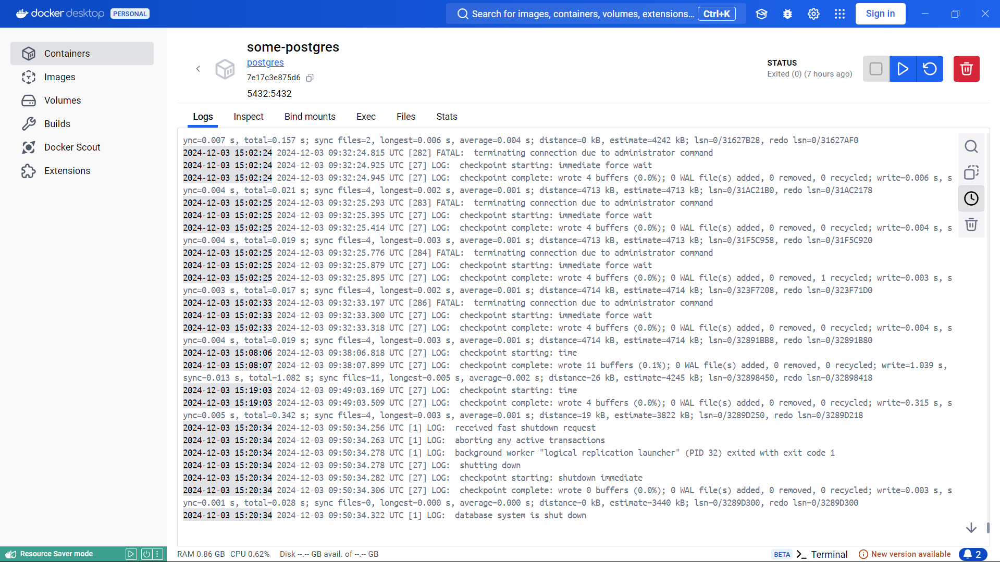 docker desktop PERSONAL
Search for images, containers, volumes, extensions... Ctrl+K
Sign in
Containers
Images
Volumes
Builds
Docker Scout
Extensions
some-postgres
postgres
7e17c3e875d6
5432:5432
STATUS
Exited (0) (7 hours ago)
Logs Inspect Bind mounts Exec Files Stats
ync=0.007 s, total=0.157 s; sync files=2, longest=0.006 s, average=0.004 s; distance=0 kB, estimate=4242 kB; lsn=0/31627B28, redo lsn=0/31627AF0
2024-12-03 15:02:24 2024-12-03 09:32:24.815 UTC [282] FATAL:  terminating connection due to administrator command
2024-12-03 15:02:24 2024-12-03 09:32:24.925 UTC [27] LOG:  checkpoint starting: immediate force wait
2024-12-03 15:02:24 2024-12-03 09:32:24.945 UTC [27] LOG:  checkpoint complete: wrote 4 buffers (0.0%); 0 WAL file(s) added, 0 removed, 0 recycled; write=0.006 s, s
ync=0.004 s, total=0.021 s; sync files=4, longest=0.002 s, average=0.001 s; distance=4713 kB, estimate=4713 kB; lsn=0/31AC21B0, redo lsn=0/31AC2178
2024-12-03 15:02:25 2024-12-03 09:32:25.293 UTC [283] FATAL:  terminating connection due to administrator command
2024-12-03 15:02:25 2024-12-03 09:32:25.395 UTC [27] LOG:  checkpoint starting: immediate force wait
2024-12-03 15:02:25 2024-12-03 09:32:25.414 UTC [27] LOG:  checkpoint complete: wrote 4 buffers (0.0%); 0 WAL file(s) added, 0 removed, 0 recycled; write=0.004 s, s
ync=0.004 s, total=0.019 s; sync files=4, longest=0.003 s, average=0.001 s; distance=4713 kB, estimate=4713 kB; lsn=0/31F5C958, redo lsn=0/31F5C920
2024-12-03 15:02:25 2024-12-03 09:32:25.776 UTC [284] FATAL:  terminating connection due to administrator command
2024-12-03 15:02:25 2024-12-03 09:32:25.879 UTC [27] LOG:  checkpoint starting: immediate force wait
2024-12-03 15:02:25 2024-12-03 09:32:25.895 UTC [27] LOG:  checkpoint complete: wrote 4 buffers (0.0%); 0 WAL file(s) added, 0 removed, 1 recycled; write=0.003 s, s
ync=0.003 s, total=0.017 s; sync files=4, longest=0.002 s, average=0.001 s; distance=4714 kB, estimate=4714 kB; lsn=0/323F7208, redo lsn=0/323F71D0
2024-12-03 15:02:33 2024-12-03 09:32:33.197 UTC [286] FATAL:  terminating connection due to administrator command
2024-12-03 15:02:33 2024-12-03 09:32:33.300 UTC [27] LOG:  checkpoint starting: immediate force wait
2024-12-03 15:02:33 2024-12-03 09:32:33.318 UTC [27] LOG:  checkpoint complete: wrote 4 buffers (0.0%); 0 WAL file(s) added, 0 removed, 0 recycled; write=0.004 s, s
ync=0.004 s, total=0.019 s; sync files=4, longest=0.003 s, average=0.001 s; distance=4714 kB, estimate=4714 kB; lsn=0/32891BB8, redo lsn=0/32891B80
2024-12-03 15:08:06 2024-12-03 09:38:06.818 UTC [27] LOG:  checkpoint starting: time
2024-12-03 15:08:07 2024-12-03 09:38:07.899 UTC [27] LOG:  checkpoint complete: wrote 11 buffers (0.1%); 0 WAL file(s) added, 0 removed, 0 recycled; write=1.039 s,
sync=0.013 s, total=1.082 s; sync files=11, longest=0.005 s, average=0.002 s; distance=26 kB, estimate=4245 kB; lsn=0/32898450, redo lsn=0/32898418
2024-12-03 15:19:03 2024-12-03 09:49:03.169 UTC [27] LOG:  checkpoint starting: time
2024-12-03 15:19:03 2024-12-03 09:49:03.509 UTC [27] LOG:  checkpoint complete: wrote 4 buffers (0.0%); 0 WAL file(s) added, 0 removed, 0 recycled; write=0.315 s, s
ync=0.005 s, total=0.342 s; sync files=4, longest=0.003 s, average=0.001 s; distance=19 kB, estimate=3822 kB; lsn=0/3289D250, redo lsn=0/3289D218
2024-12-03 15:20:34 2024-12-03 09:50:34.256 UTC [1] LOG:  received fast shutdown request
2024-12-03 15:20:34 2024-12-03 09:50:34.263 UTC [1] LOG:  aborting any active transactions
2024-12-03 15:20:34 2024-12-03 09:50:34.278 UTC [1] LOG:  background worker "logical replication launcher" (PID 32) exited with exit code 1
2024-12-03 15:20:34 2024-12-03 09:50:34.278 UTC [27] LOG:  shutting down
2024-12-03 15:20:34 2024-12-03 09:50:34.282 UTC [27] LOG:  checkpoint starting: shutdown immediate
2024-12-03 15:20:34 2024-12-03 09:50:34.306 UTC [27] LOG:  checkpoint complete: wrote 0 buffers (0.0%); 0 WAL file(s) added, 0 removed, 0 recycled; write=0.003 s, s
ync=0.001 s, total=0.028 s; sync files=0, longest=0.000 s, average=0.000 s; distance=0 kB, estimate=3440 kB; lsn=0/3289D300, redo lsn=0/3289D300
2024-12-03 15:20:34 2024-12-03 09:50:34.322 UTC [1] LOG:  database system is shut down
Resource Saver mode
RAM 0.86 GB CPU 0.62% Disk --.-- GB avail. of --.-- GB
BETA >_ Terminal New version available 2